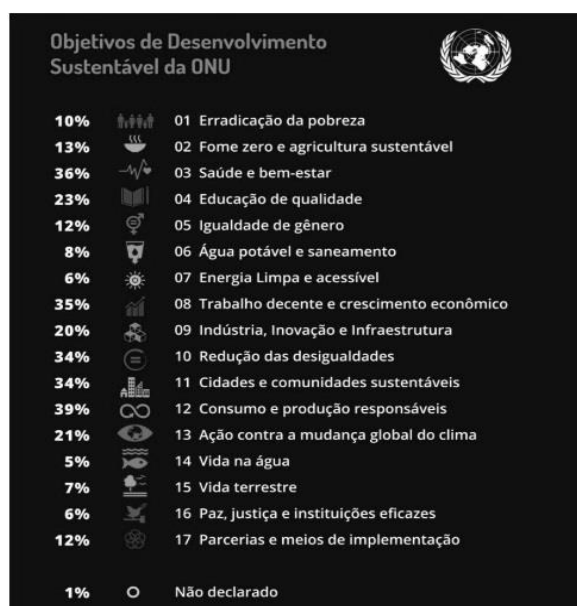 Objetivos de Desenvolvimento
Sustentável da ONU
10% 01 Erradicação da pobreza
13% 02 Fome zero e agricultura sustentável
36% 03 Saúde e bem-estar
23% 04 Educação de qualidade
12% 05 Igualdade de gênero
8% 06 Água potável e saneamento
6% 07 Energia Limpa e acessível
35% 08 Trabalho decente e crescimento econômico
20% 09 Indústria, Inovação e Infraestrutura
34% 10 Redução das desigualdades
34% 11 Cidades e comunidades sustentáveis
39% 12 Consumo e produção responsáveis
21% 13 Ação contra a mudança global do clima
5% 14 Vida na água
7% 15 Vida terrestre
6% 16 Paz, justiça e instituições eficazes
12% 17 Parcerias e meios de implementação
1% Não declarado